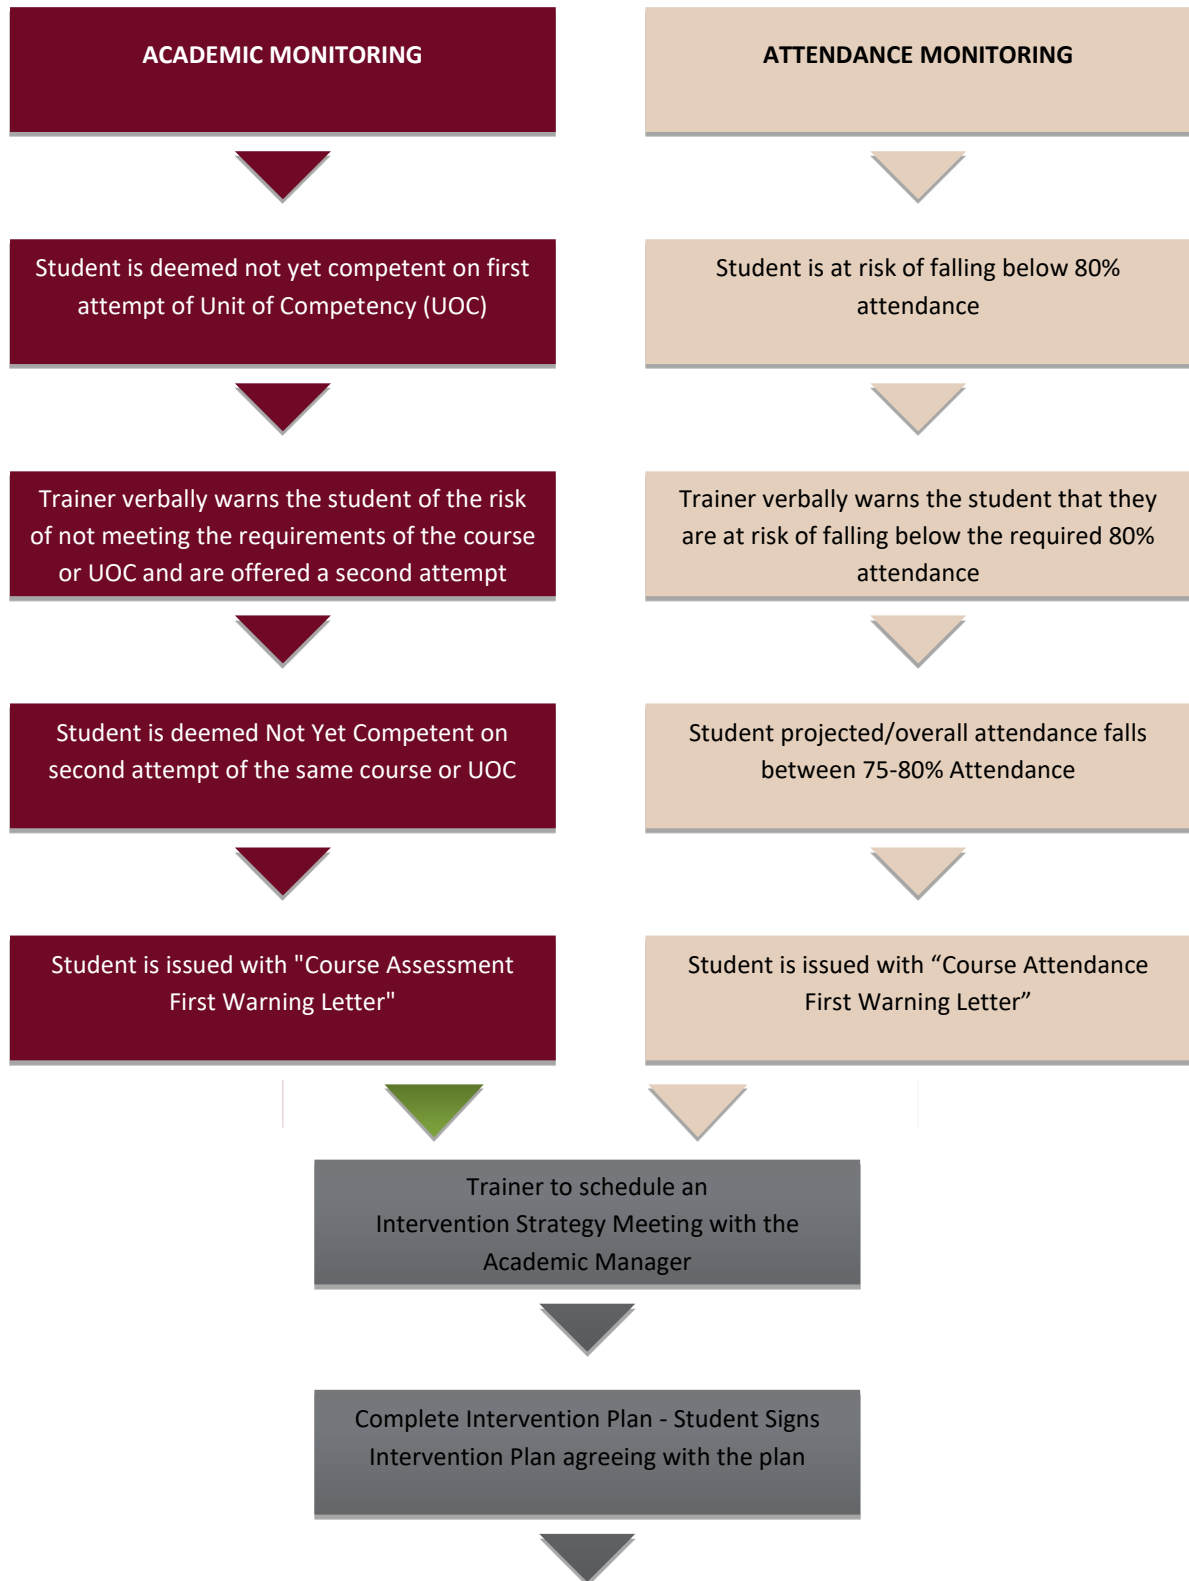 ACADEMIC MONITORING
Student is deemed not yet competent on first
attempt of Unit of Competency (UOC)
Trainer verbally warns the student of the risk
of not meeting the requirements of the course
or UOC and are offered a second attempt
Student is deemed Not Yet Competent on
second attempt of the same course or UOC
Student is issued with "Course Assessment
First Warning Letter"
ATTENDANCE MONITORING
Student is at risk of falling below 80%
attendance
Trainer verbally warns the student that they
are at risk of falling below the required 80%
attendance
Student projected/overall attendance falls
between 75-80% Attendance
Student is issued with “Course Attendance
First Warning Letter”
Trainer to schedule an
Intervention Strategy Meeting with the
Academic Manager
Complete Intervention Plan - Student Signs
Intervention Plan agreeing with the plan